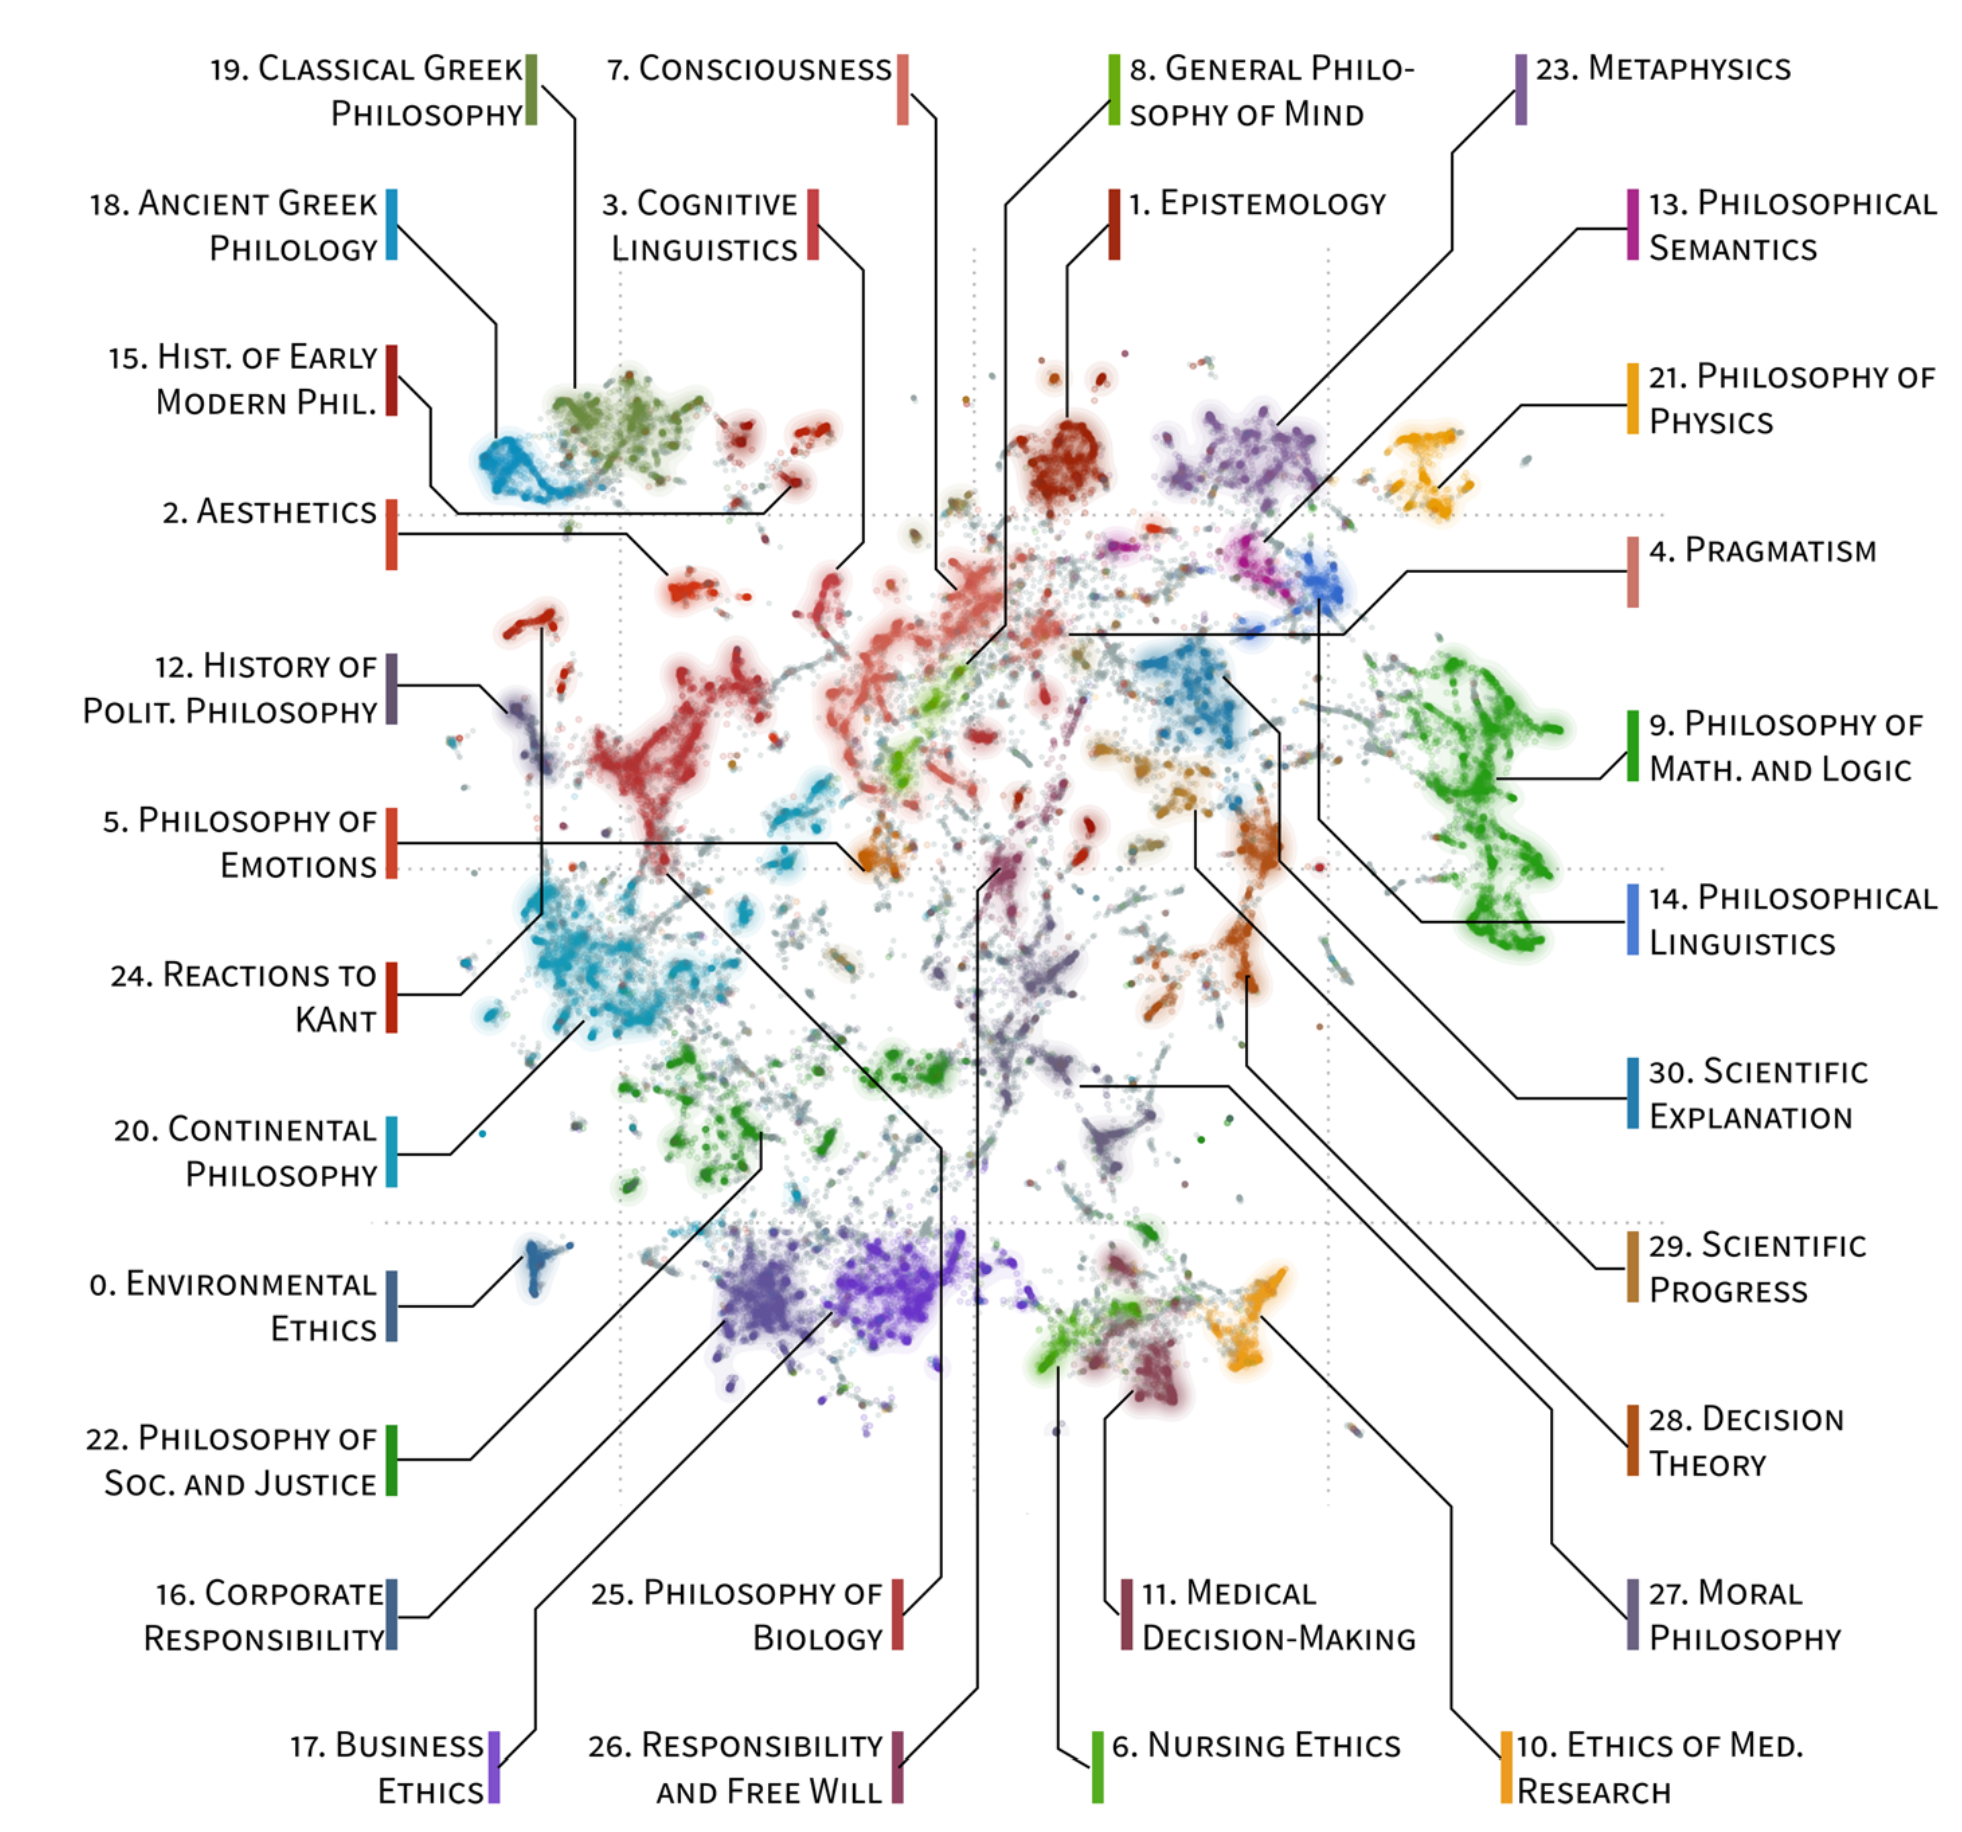 19. Classical Greek
Philosophy
7. Consciousness
8. General Philo-
sophy of Mind
23. Metaphysics
18. Ancient Greek
Philology
3. Cognitive
Linguistics
1. Epistemology
13. Philosophical
Semantics
15. Hist. of Early
Modern Phil.
21. Philosophy of
Physics
2. Aesthetics
4. Pragmatism
12. History of
Polit. Philosophy
9. Philosophy of
Math. and Logic
5. Philosophy of
Emotions
14. Philosophical
Linguistics
24. Reactions to
KAnt
30. Scientific
Explanation
20. Continental
Philosophy
29. Scientific
Progress
0. Environmental
Ethics
28. Decision
Theory
22. Philosophy of
Soc. and Justice
16. Corporate
Responsibility
25. Philosophy of
Biology
11. Medical
Decision-Making
27. Moral
Philosophy
17. Business
Ethics
26. Responsibility
and Free Will
6. Nursing Ethics
10. Ethics of Med.
Research